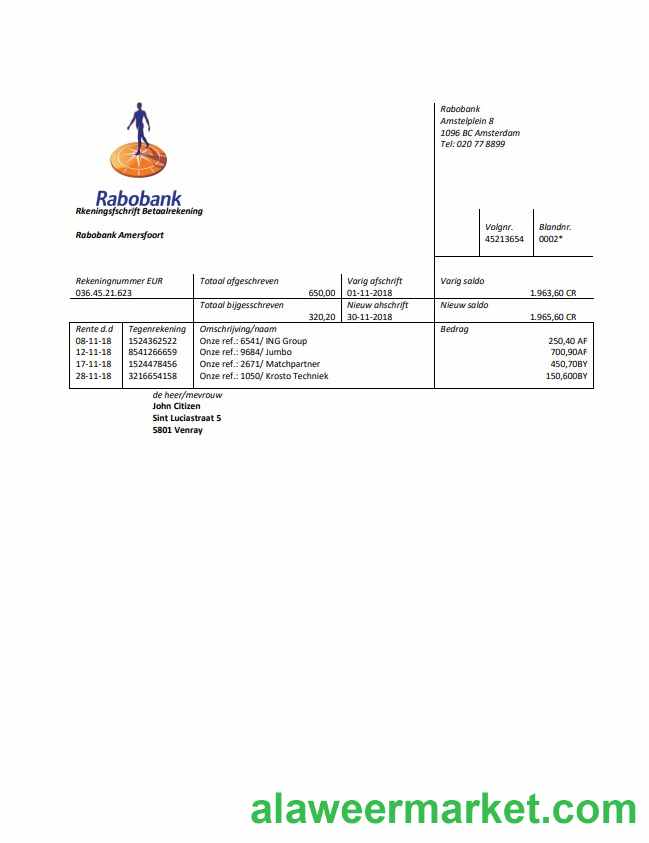 Rabobank
Amstelplein 8
1096 BC Amsterdam
Tel: 020 77 8899
Rabobank
Rkeningsfschrift Betaalrekening
Rabobank Amersfoort
Volgnr. Blandnr.
45213654 0002*
Rekeningnummer EUR Totaal afgeschreven Varig afschrift Varig saldo
036.45.21.623 650,00 01-11-2018 1.963,60 CR
Totaal bijgesschreven Nieuw ahschrift Nieuw saldo
320,20 30-11-2018 1.965,60 CR
Rente d.d Tegenrekening Omschrijving/naam Bedrag
08-11-18 1524362522 Onze ref.: 6541/ ING Group 250,40 AF
12-11-18 8541266659 Onze ref.: 9684/ Jumbo 700,90AF
17-11-18 1524478456 Onze ref.: 2671/ Matchpartner 450,70BY
28-11-18 3216654158 Onze ref.: 1050/ Krosto Techniek 150,600BY
de heer/mevrouw
John Citizen
Sint Luciastraat 5
5801 Venray
alaweermarket.com